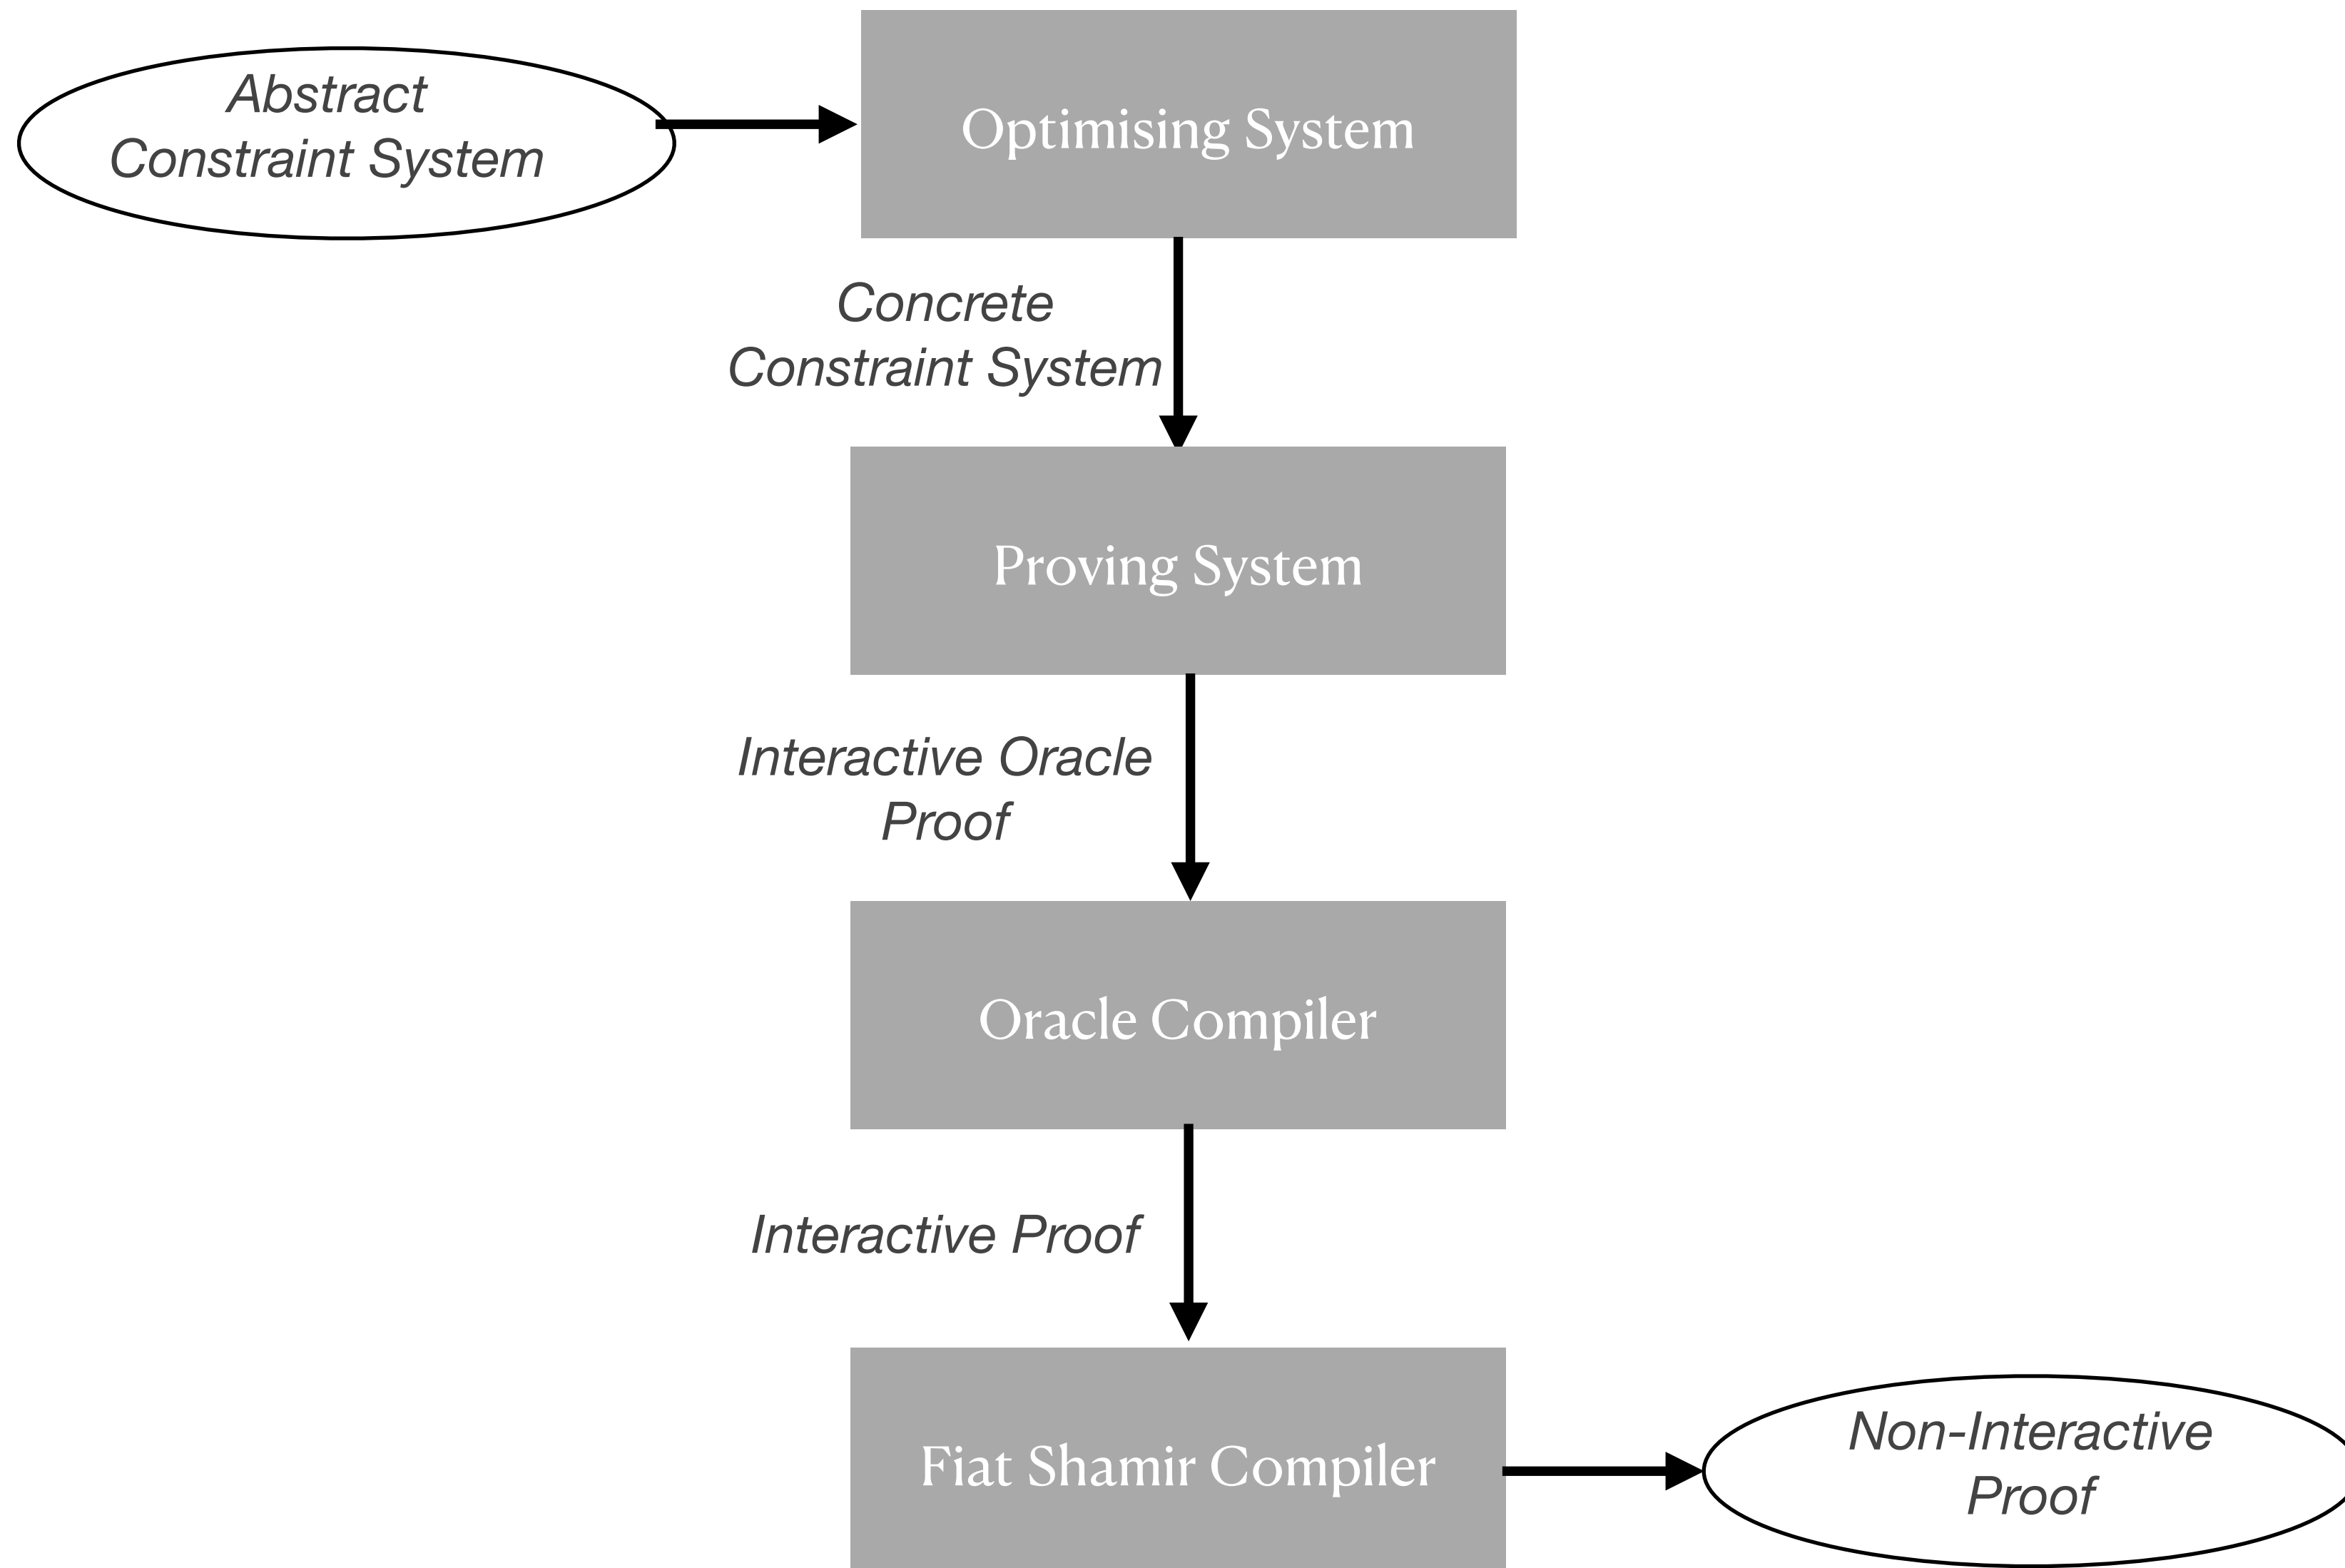 Abstract
Constraint System
Optimising System
Concrete
Constraint System
Proving System
Interactive Oracle
Proof
Oracle Compiler
Interactive Proof
Fiat Shamir Compiler
Non-Interactive
Proof